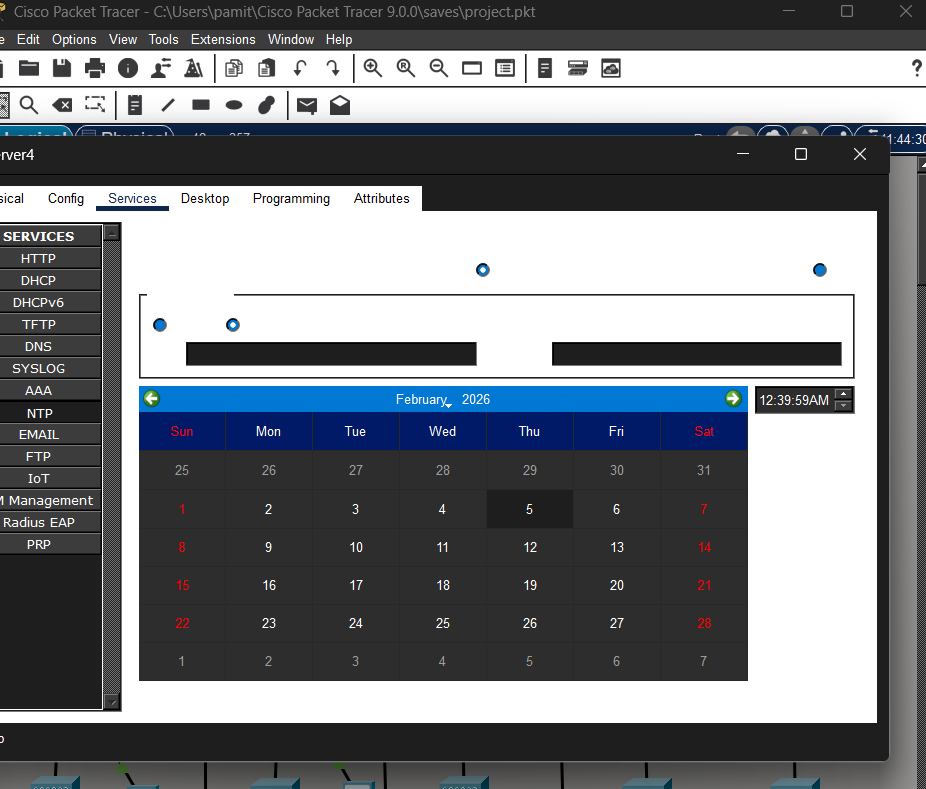 Cisco Packet Tracer - C:\Users\pamit\Cisco Packet Tracer 9.0.0\saves\project.pkt
e Edit Options View Tools Extensions Window Help
1:44:30
rver4
sical Config Services Desktop Programming Attributes
SERVICES
HTTP
DHCP
DHCPv6
TFTP
DNS
SYSLOG
AAA
NTP
EMAIL
FTP
IoT
M Management
Radius EAP
PRP
February 2026
12:39:59AM
Sun Mon Tue Wed Thu Fri Sat
25 26 27 28 29 30 31
1 2 3 4 5 6 7
8 9 10 11 12 13 14
15 16 17 18 19 20 21
22 23 24 25 26 27 28
1 2 3 4 5 6 7